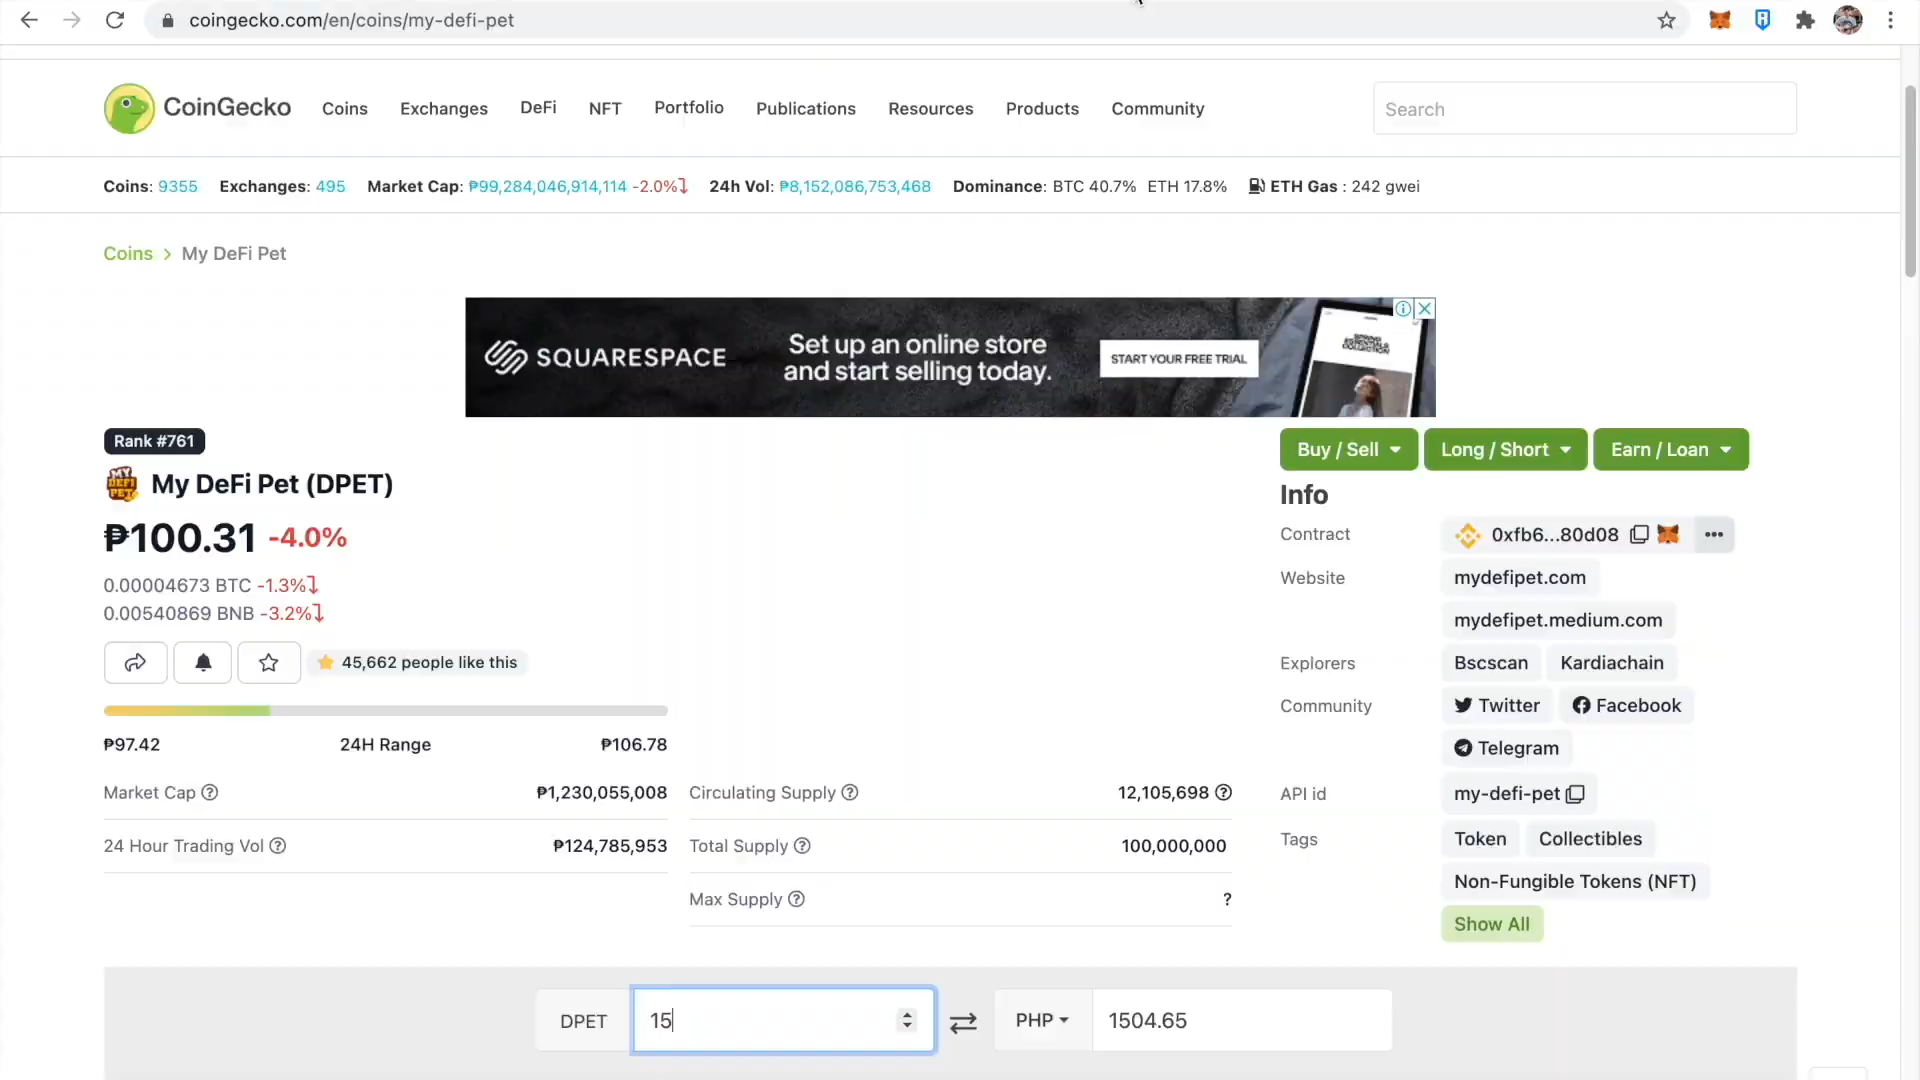 coingecko.com/en/coins/my-defi-pet
CoinGecko Coins Exchanges DeFi NFT Portfolio Publications Resources Products Community Search
Coins: 9355 Exchanges: 495 Market Cap: ₱99,284,046,914,114 -2.0% 24h Vol: ₱8,152,086,753,468 Dominance: BTC 40.7% ETH 17.8% ETH Gas : 242 gwei
Coins > My DeFi Pet
SQUARESPACE
Set up an online store
and start selling today.
START YOUR FREE TRIAL
Rank #761
MY
DEFI
PET
My DeFi Pet (DPET)
₱100.31 -4.0%
0.00004673 BTC -1.3%
0.00540869 BNB -3.2%
45,662 people like this
₱97.42 24H Range ₱106.78
Market Cap ? ₱1,230,055,008
24 Hour Trading Vol ? ₱124,785,953
Circulating Supply ? 12,105,698 ?
Total Supply ? 100,000,000
Max Supply ? ?
Buy / Sell Long / Short Earn / Loan
Info
Contract 0xfb6...80d08 •••
Website mydefipet.com
mydefipet.medium.com
Explorers Bscscan Kardiachain
Community Twitter Facebook
Telegram
API id my-defi-pet
Tags Token Collectibles
Non-Fungible Tokens (NFT)
Show All
DPET 15 PHP 1504.65